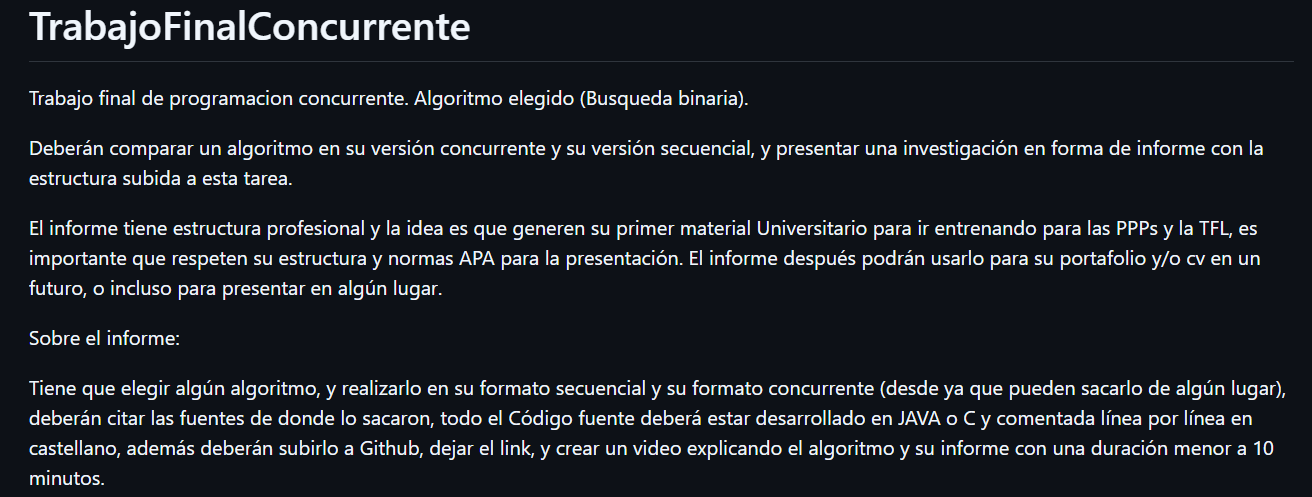 TrabajoFinalConcurrente
Trabajo final de programacion concurrente. Algoritmo elegido (Busqueda binaria).
Deberán comparar un algoritmo en su versión concurrente y su versión secuencial, y presentar una investigación en forma de informe con la
estructura subida a esta tarea.
El informe tiene estructura profesional y la idea es que generen su primer material Universitario para ir entrenando para las PPPs y la TFL, es
importante que respeten su estructura y normas APA para la presentación. El informe después podrán usarlo para su portafolio y/o cv en un
futuro, o incluso para presentar en algún lugar.
Sobre el informe:
Tiene que elegir algún algoritmo, y realizarlo en su formato secuencial y su formato concurrente (desde ya que pueden sacarlo de algún lugar),
deberán citar las fuentes de donde lo sacaron, todo el Código fuente deberá estar desarrollado en JAVA o C y comentada línea por línea en
castellano, además deberán subirlo a Github, dejar el link, y crear un video explicando el algoritmo y su informe con una duración menor a 10
minutos.